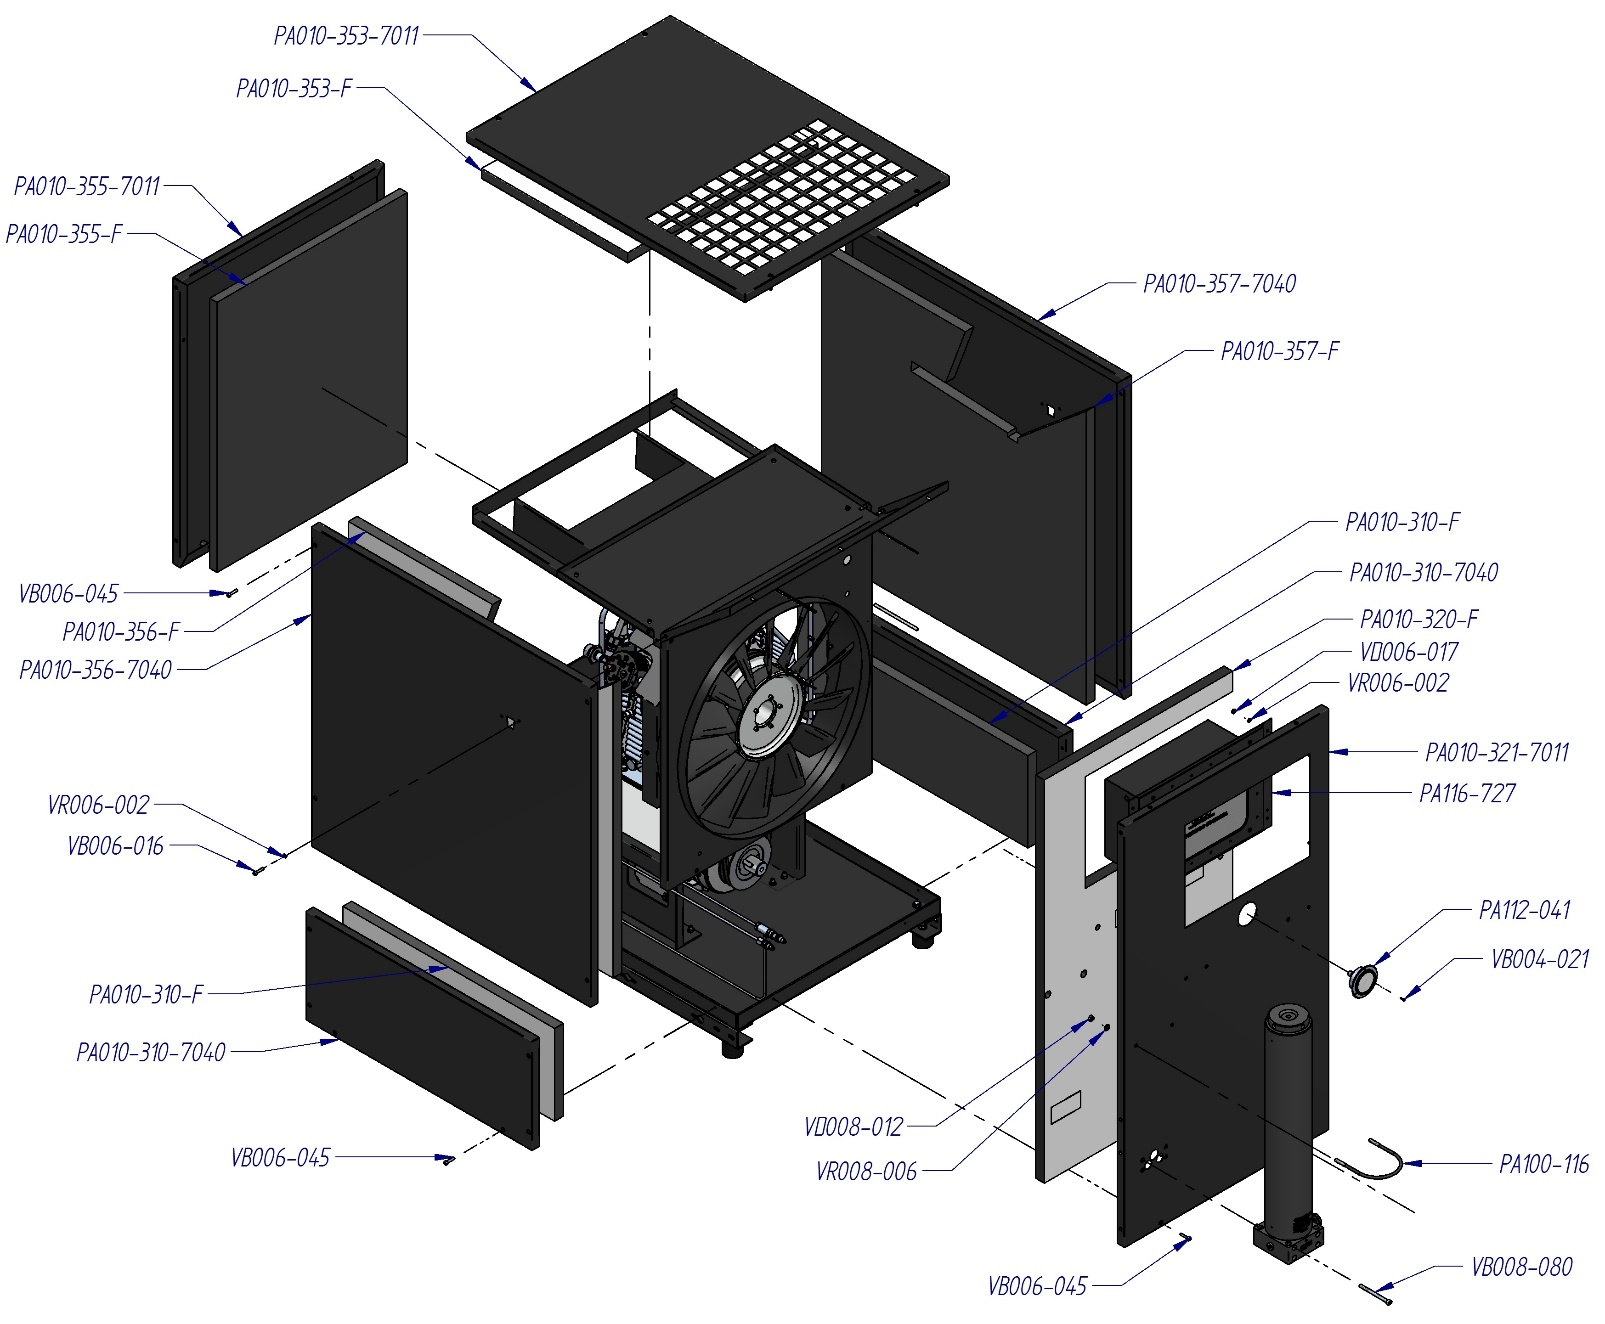 PA010-353-7011
PA010-353-F
PA010-355-7011
PA010-355-F
PA010-357-7040
PA010-357-F
PA010-310-F
PA010-310-7040
VB006-045
PA010-320-F
PA010-356-F
VD006-017
PA010-356-7040
VR006-002
PA010-321-7011
PA116-727
VR006-002
VB006-016
PA112-041
VB004-021
PA010-310-F
PA010-310-7040
VD008-012
VB006-045
VR008-006
PA100-116
VB008-080
VB006-045